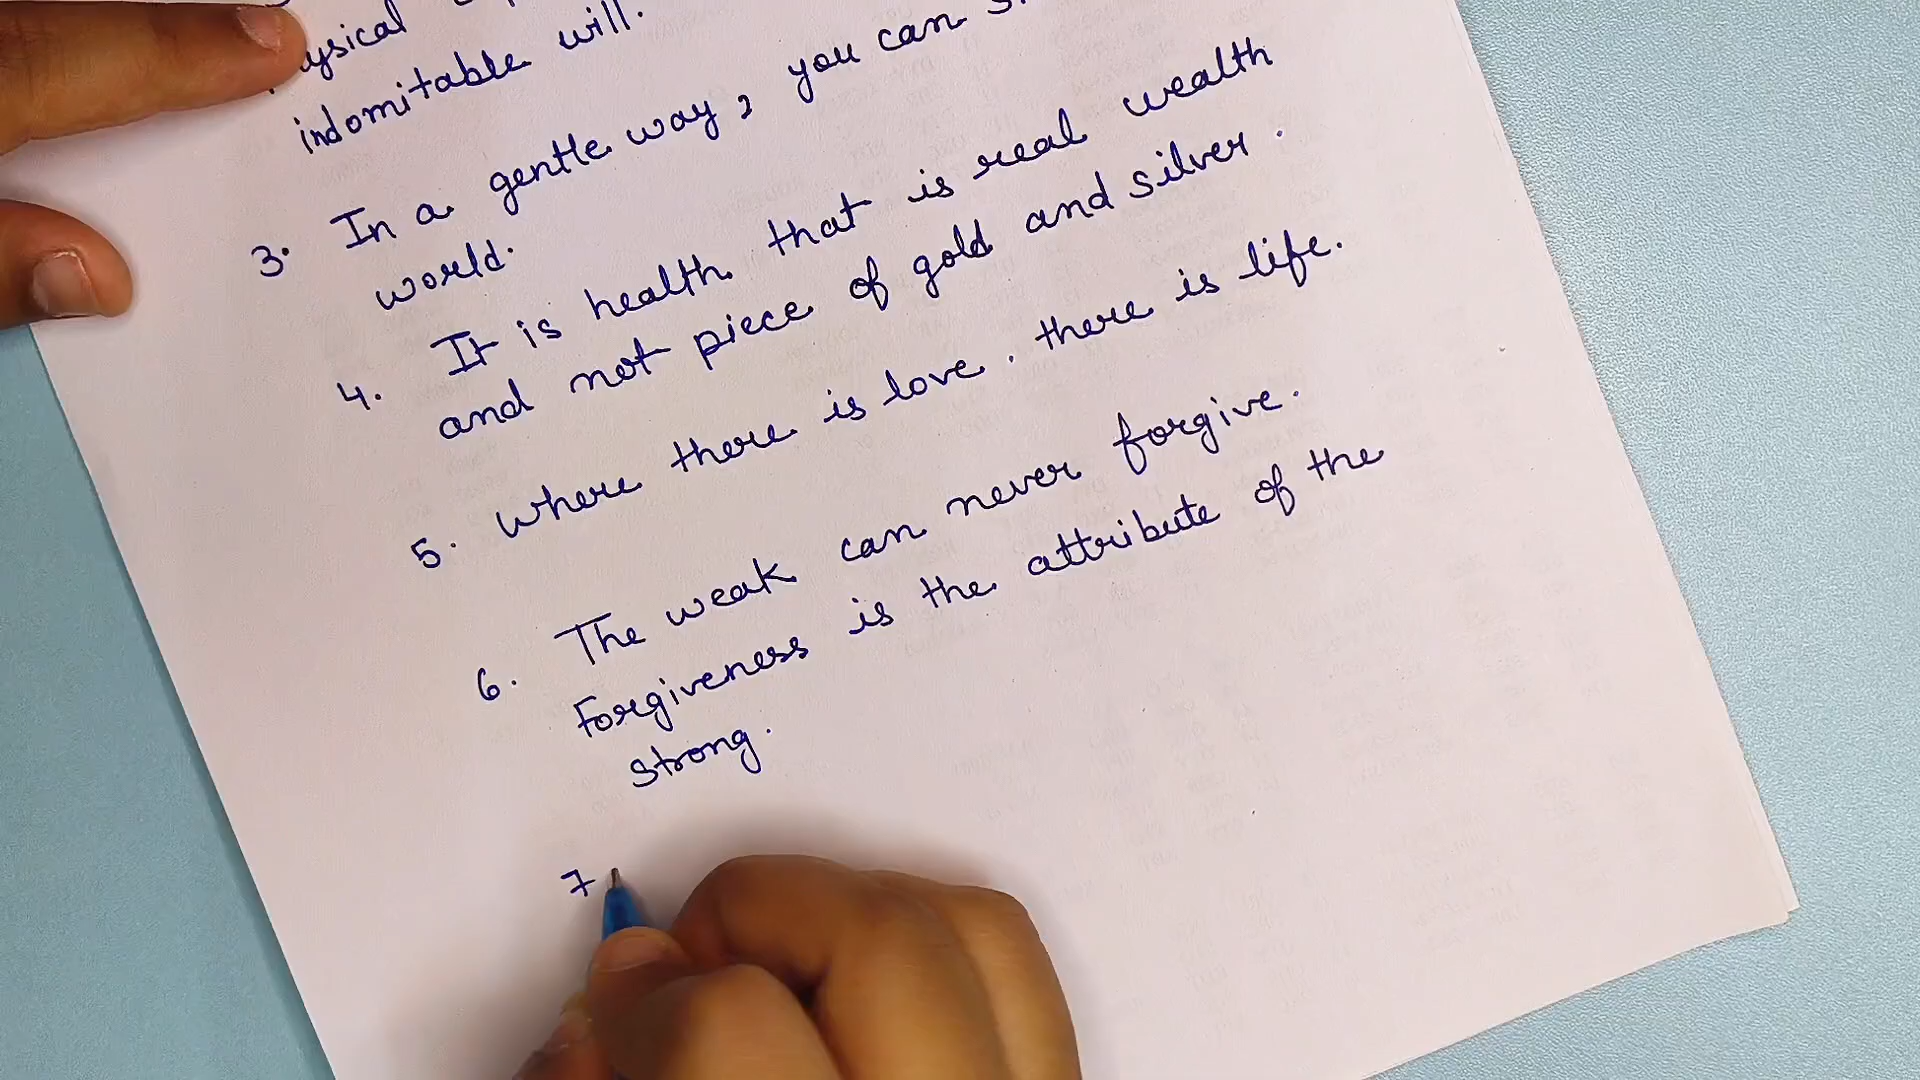 ysical
indomitable will.
3. In a gentle way, you can
world.
4. It is health that is real wealth
and not piece of gold and silver.
5. where there is love. there is life.
6. The weak can never forgive.
Forgiveness is the attribute of the
strong.
7